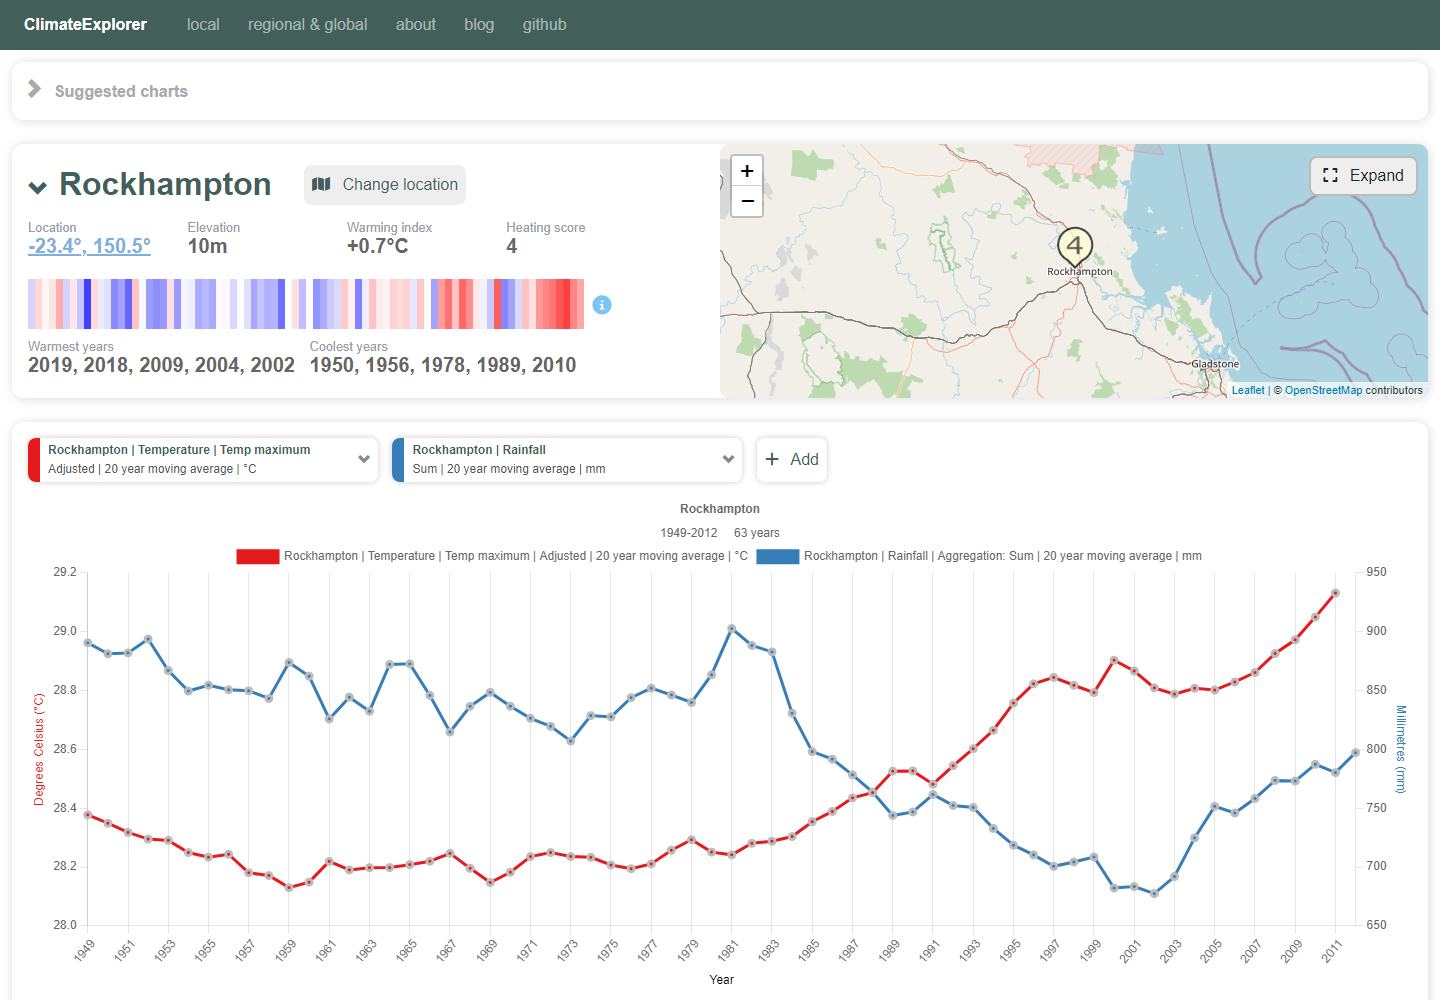 ClimateExplorer local regional & global about blog github
Suggested charts
Rockhampton Change location
Location Elevation Warming index Heating score
-23.4°, 150.5° 10m +0.7°C 4
Warmest years Coolest years
2019, 2018, 2009, 2004, 2002 1950, 1956, 1978, 1989, 2010
+
−
Expand
4
Rockhampton
Gladstone
Leaflet | © OpenStreetMap contributors
Rockhampton | Temperature | Temp maximum
Adjusted | 20 year moving average | °C
Rockhampton | Rainfall
Sum | 20 year moving average | mm
+ Add
Rockhampton
1949-2012 63 years
Rockhampton | Temperature | Temp maximum | Adjusted | 20 year moving average | °C
Rockhampton | Rainfall | Aggregation: Sum | 20 year moving average | mm
Degrees Celsius (°C)
29.2
29.0
28.8
28.6
28.4
28.2
28.0
950
900
850
800
750
700
650
Millimetres (mm)
1949 1951 1953 1955 1957 1959 1961 1963 1965 1967 1969 1971 1973 1975 1977 1979 1981 1983 1985 1987 1989 1991 1993 1995 1997 1999 2001 2003 2005 2007 2009 2011
Year